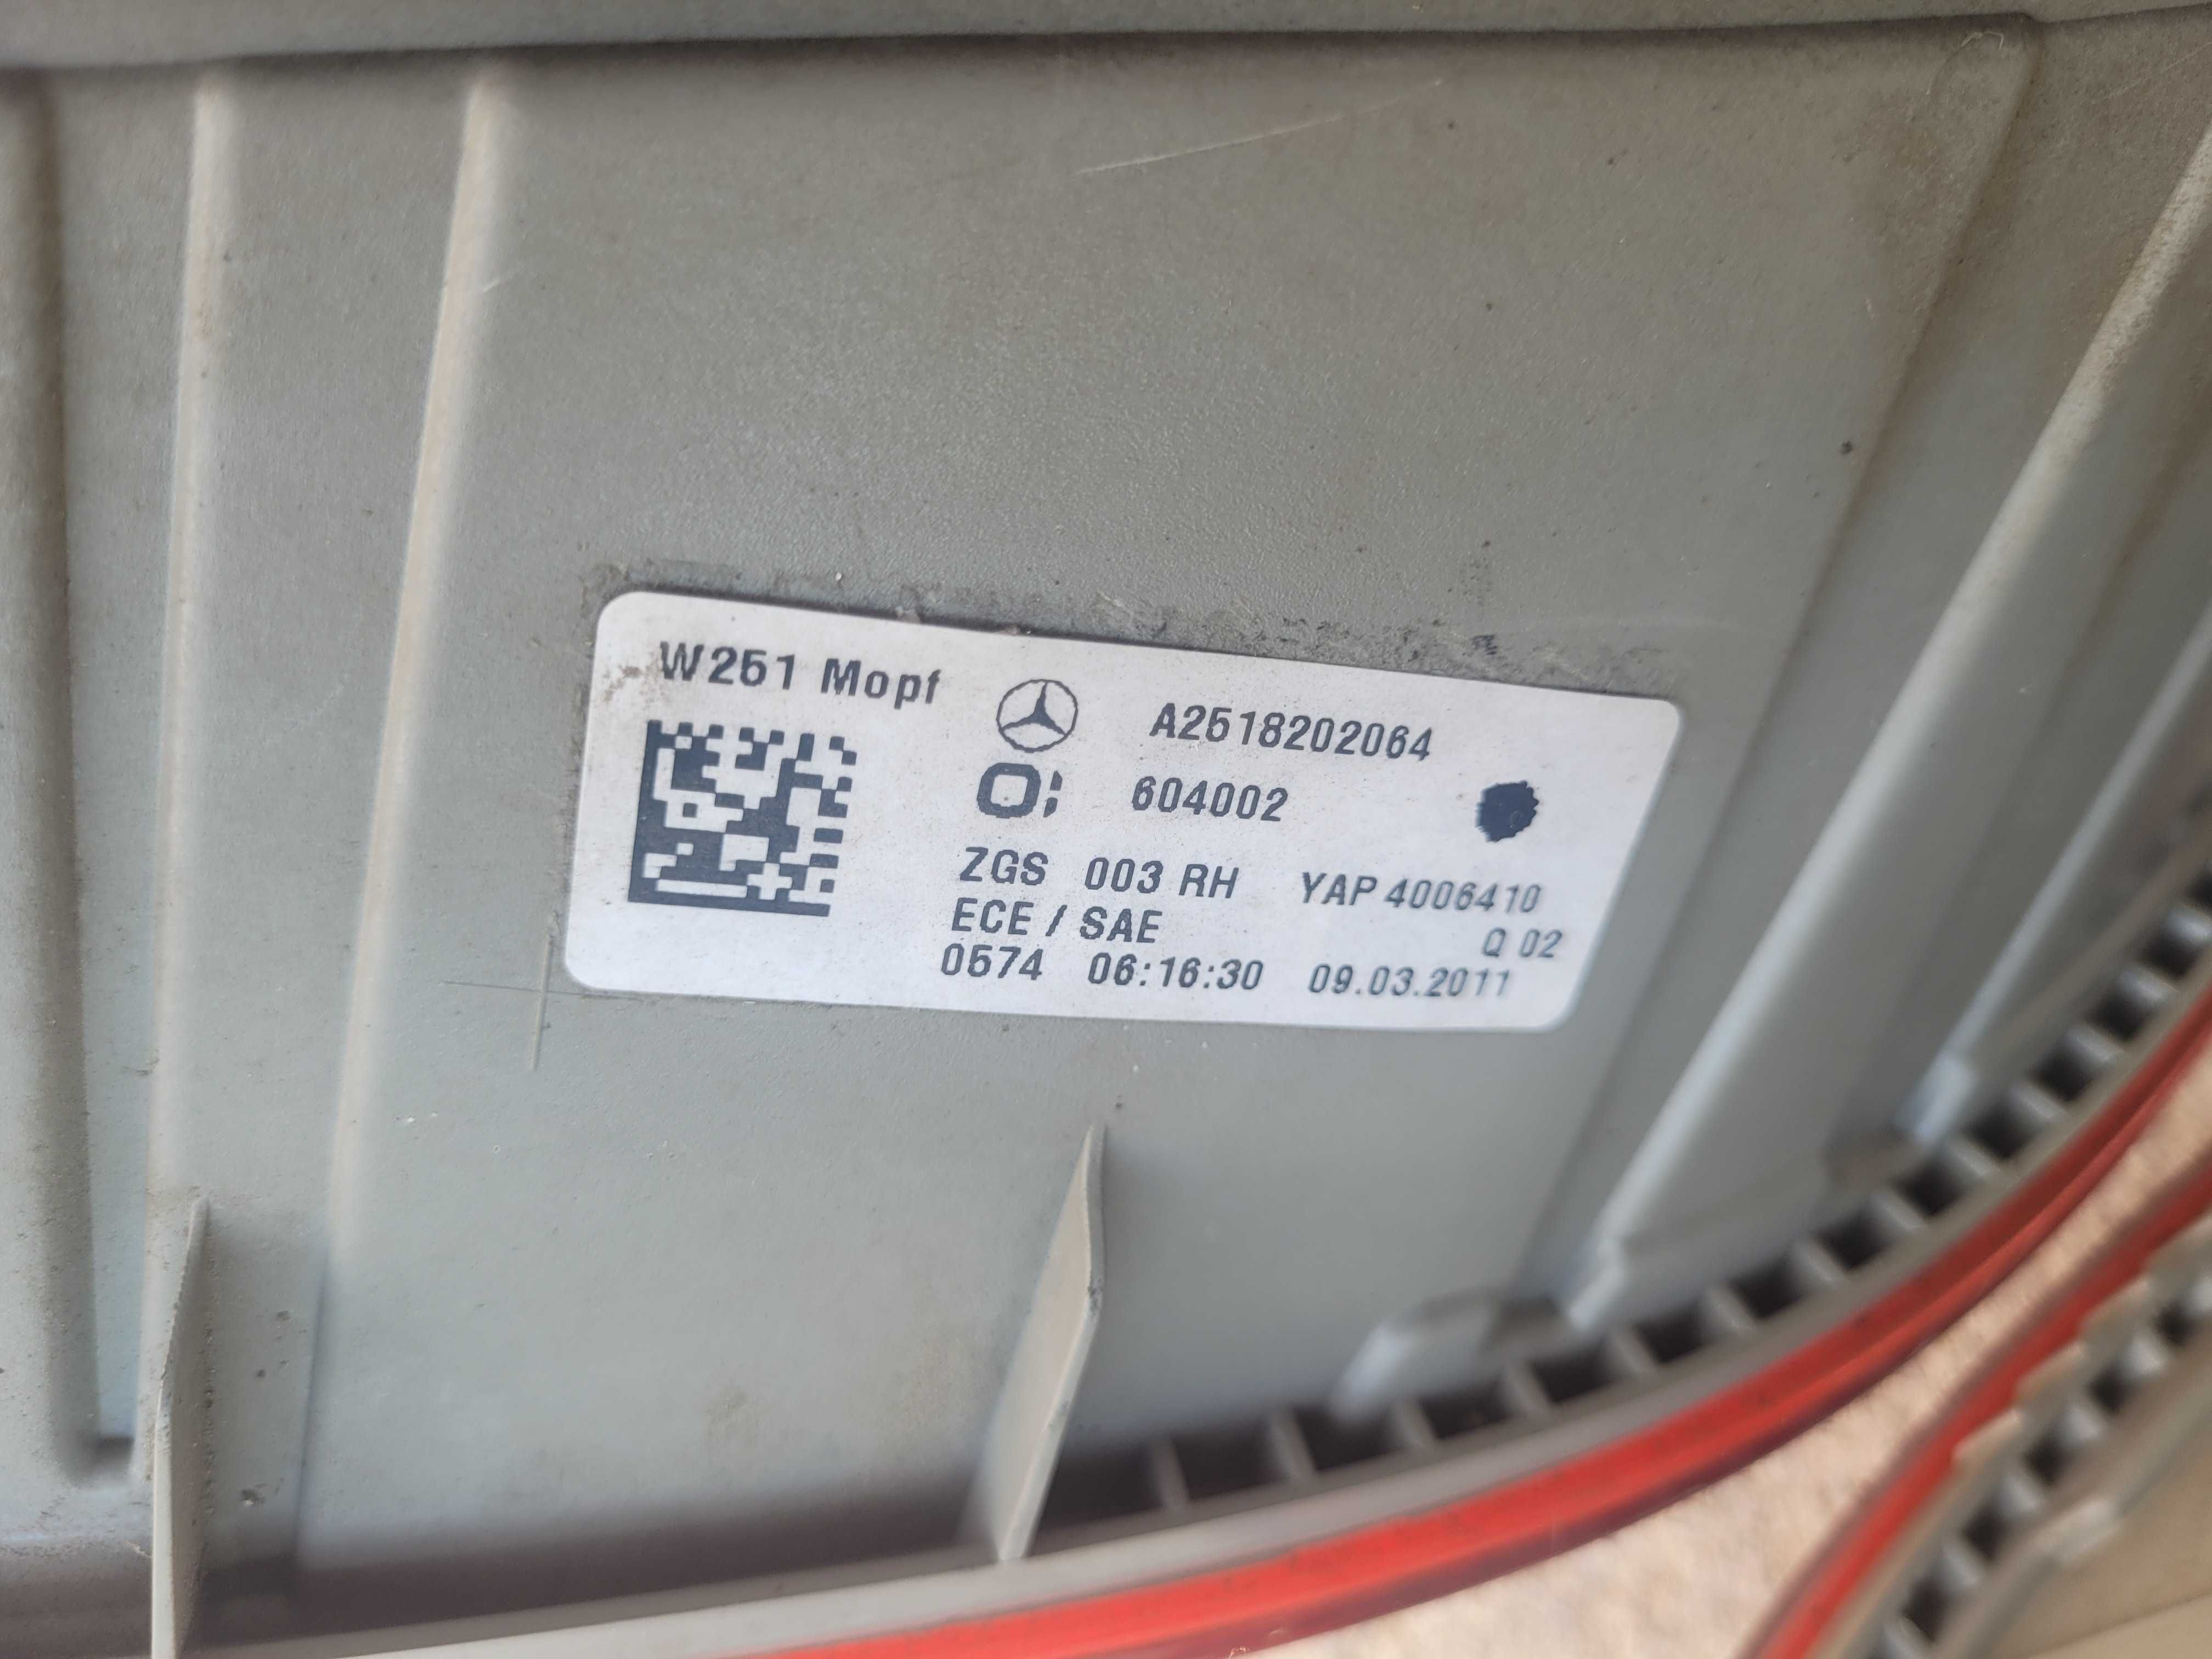 W251 Mopf
A2518202064
O; 604002
ZGS 003 RH YAP 4006410
ECE / SAE Q 02
0574 06:16:30 09.03.2011